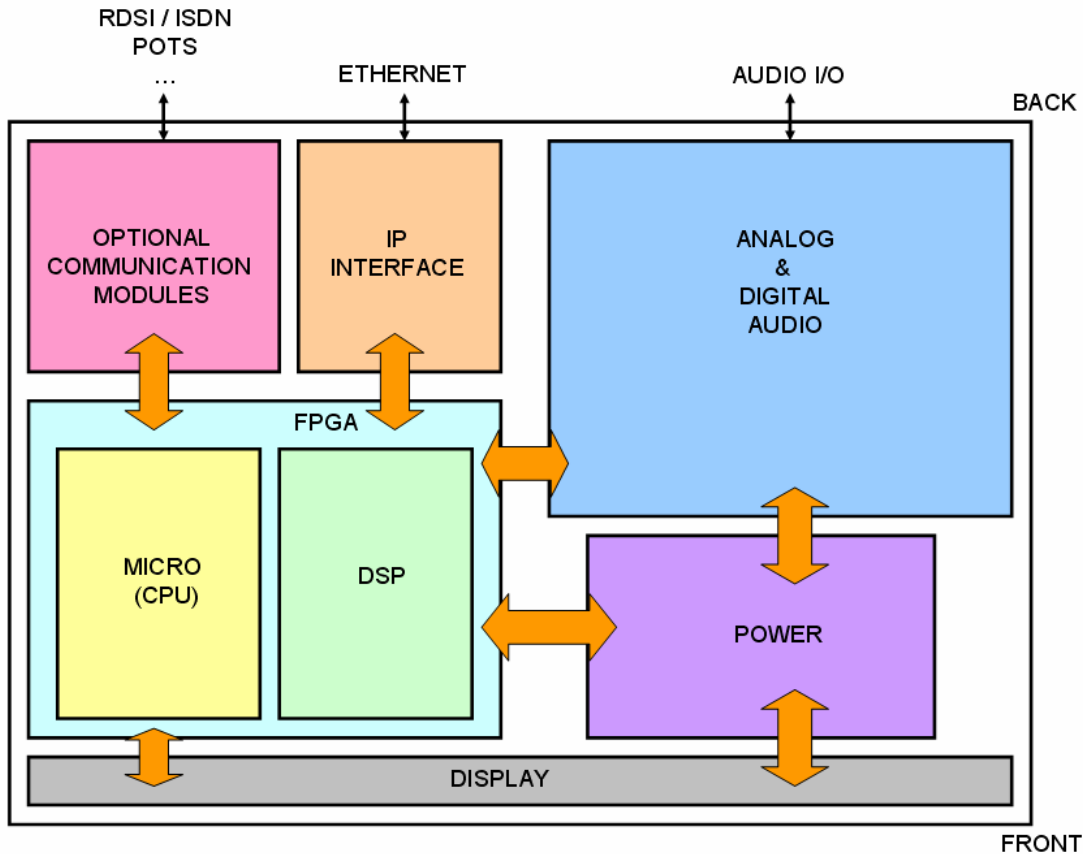 RDSI / ISDN
POTS
...
ETHERNET
AUDIO I/O
BACK
OPTIONAL
COMMUNICATION
MODULES
IP
INTERFACE
ANALOG
&
DIGITAL
AUDIO
FPGA
MICRO
(CPU)
DSP
POWER
DISPLAY
FRONT